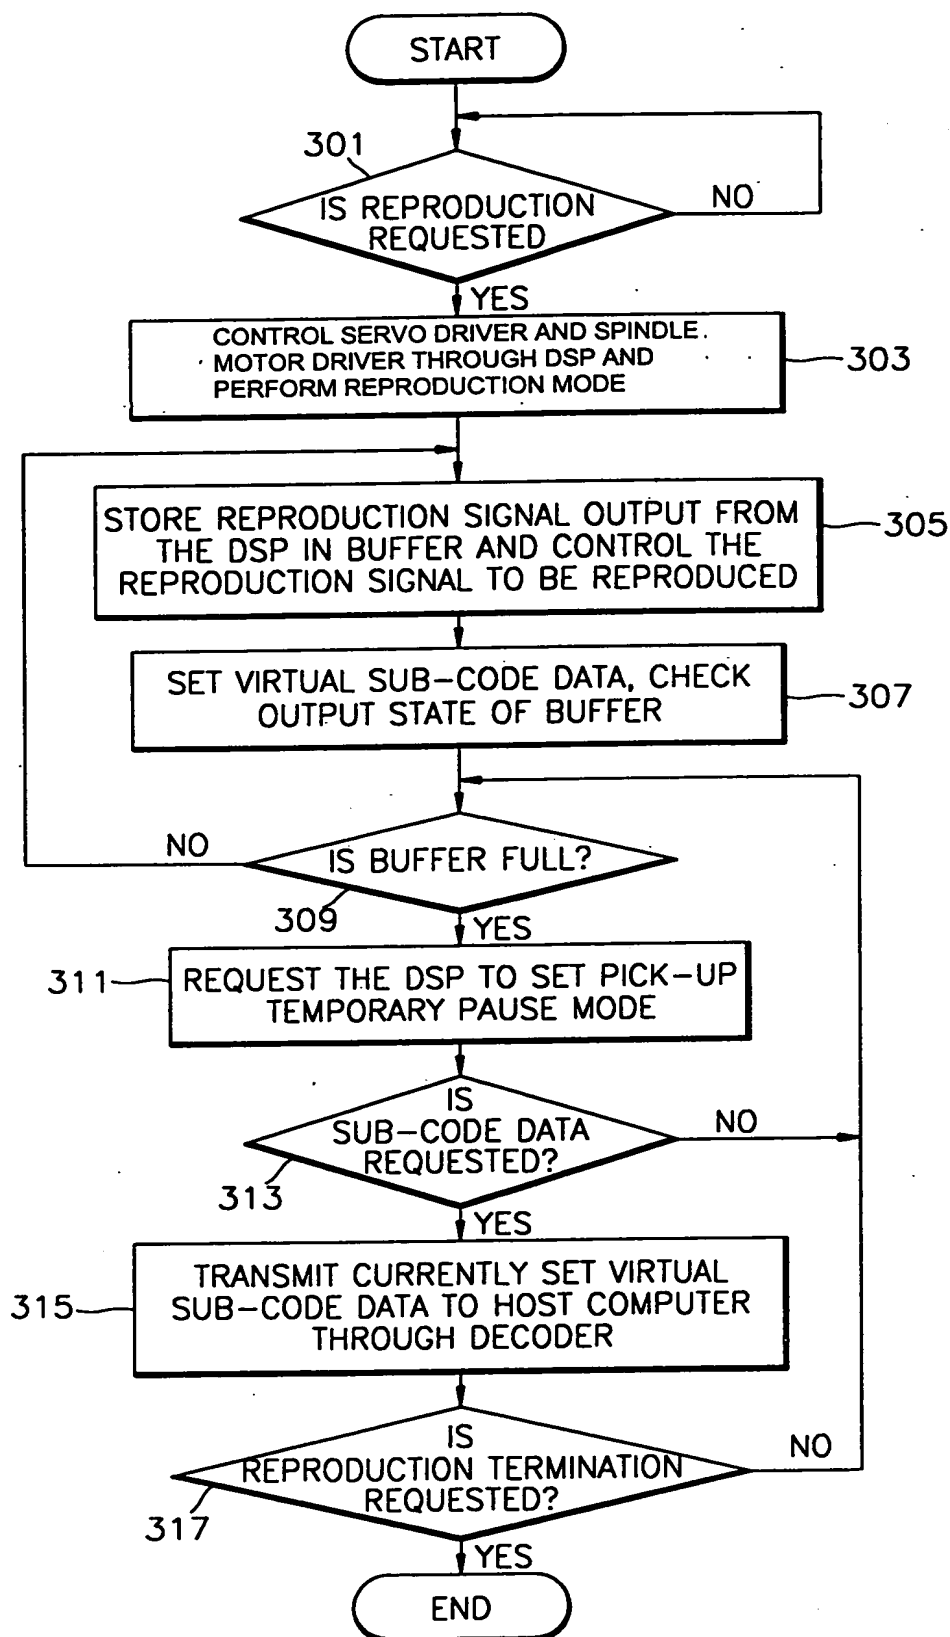 START
301
IS REPRODUCTION
REQUESTED
NO
YES
CONTROL SERVO DRIVER AND SPINDLE
MOTOR DRIVER THROUGH DSP AND
PERFORM REPRODUCTION MODE
303
STORE REPRODUCTION SIGNAL OUTPUT FROM
THE DSP IN BUFFER AND CONTROL THE
REPRODUCTION SIGNAL TO BE REPRODUCED
305
SET VIRTUAL SUB-CODE DATA, CHECK
OUTPUT STATE OF BUFFER
307
NO
IS BUFFER FULL?
309
YES
311
REQUEST THE DSP TO SET PICK-UP
TEMPORARY PAUSE MODE
IS
SUB-CODE DATA
REQUESTED?
NO
313
YES
315
TRANSMIT CURRENTLY SET VIRTUAL
SUB-CODE DATA TO HOST COMPUTER
THROUGH DECODER
IS
REPRODUCTION TERMINATION
REQUESTED?
NO
317
YES
END